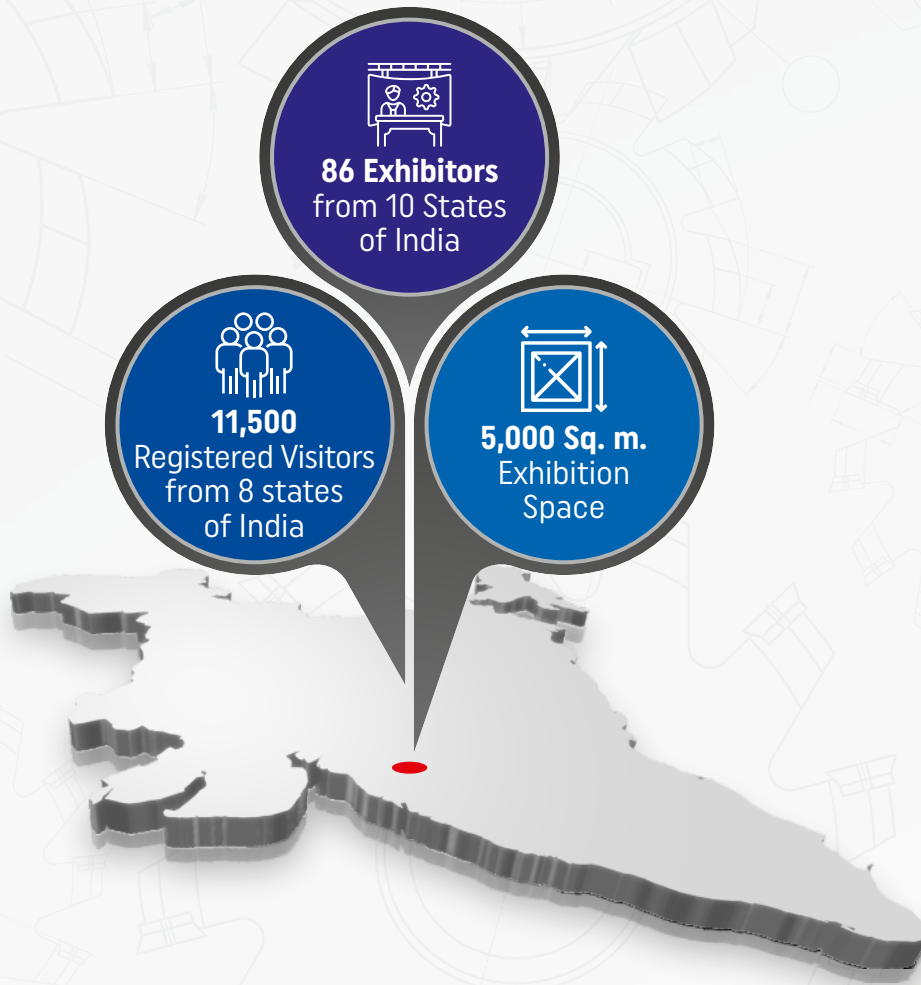 86 Exhibitors
from 10 States
of India
11,500
Registered Visitors
from 8 states
of India
5,000 Sq. m.
Exhibition
Space